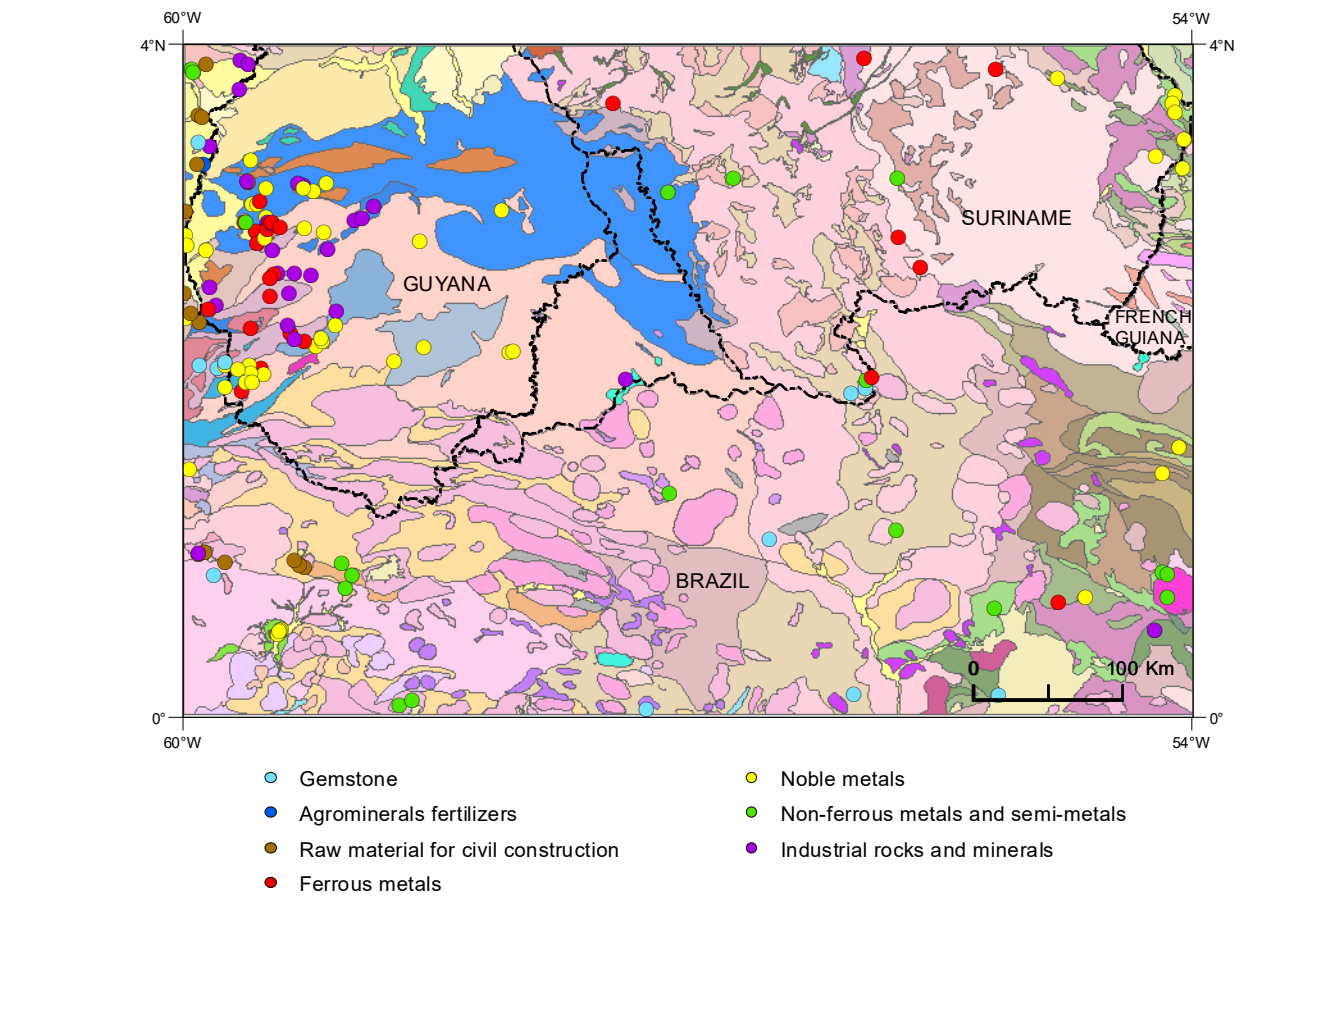 60°W 54°W
4°N 4°N
SURINAME
GUYANA
FRENCH
GUIANA
BRAZIL
0 100 Km
0° 0°
60°W 54°W
Gemstone Noble metals
Agrominerals fertilizers Non-ferrous metals and semi-metals
Raw material for civil construction Industrial rocks and minerals
Ferrous metals